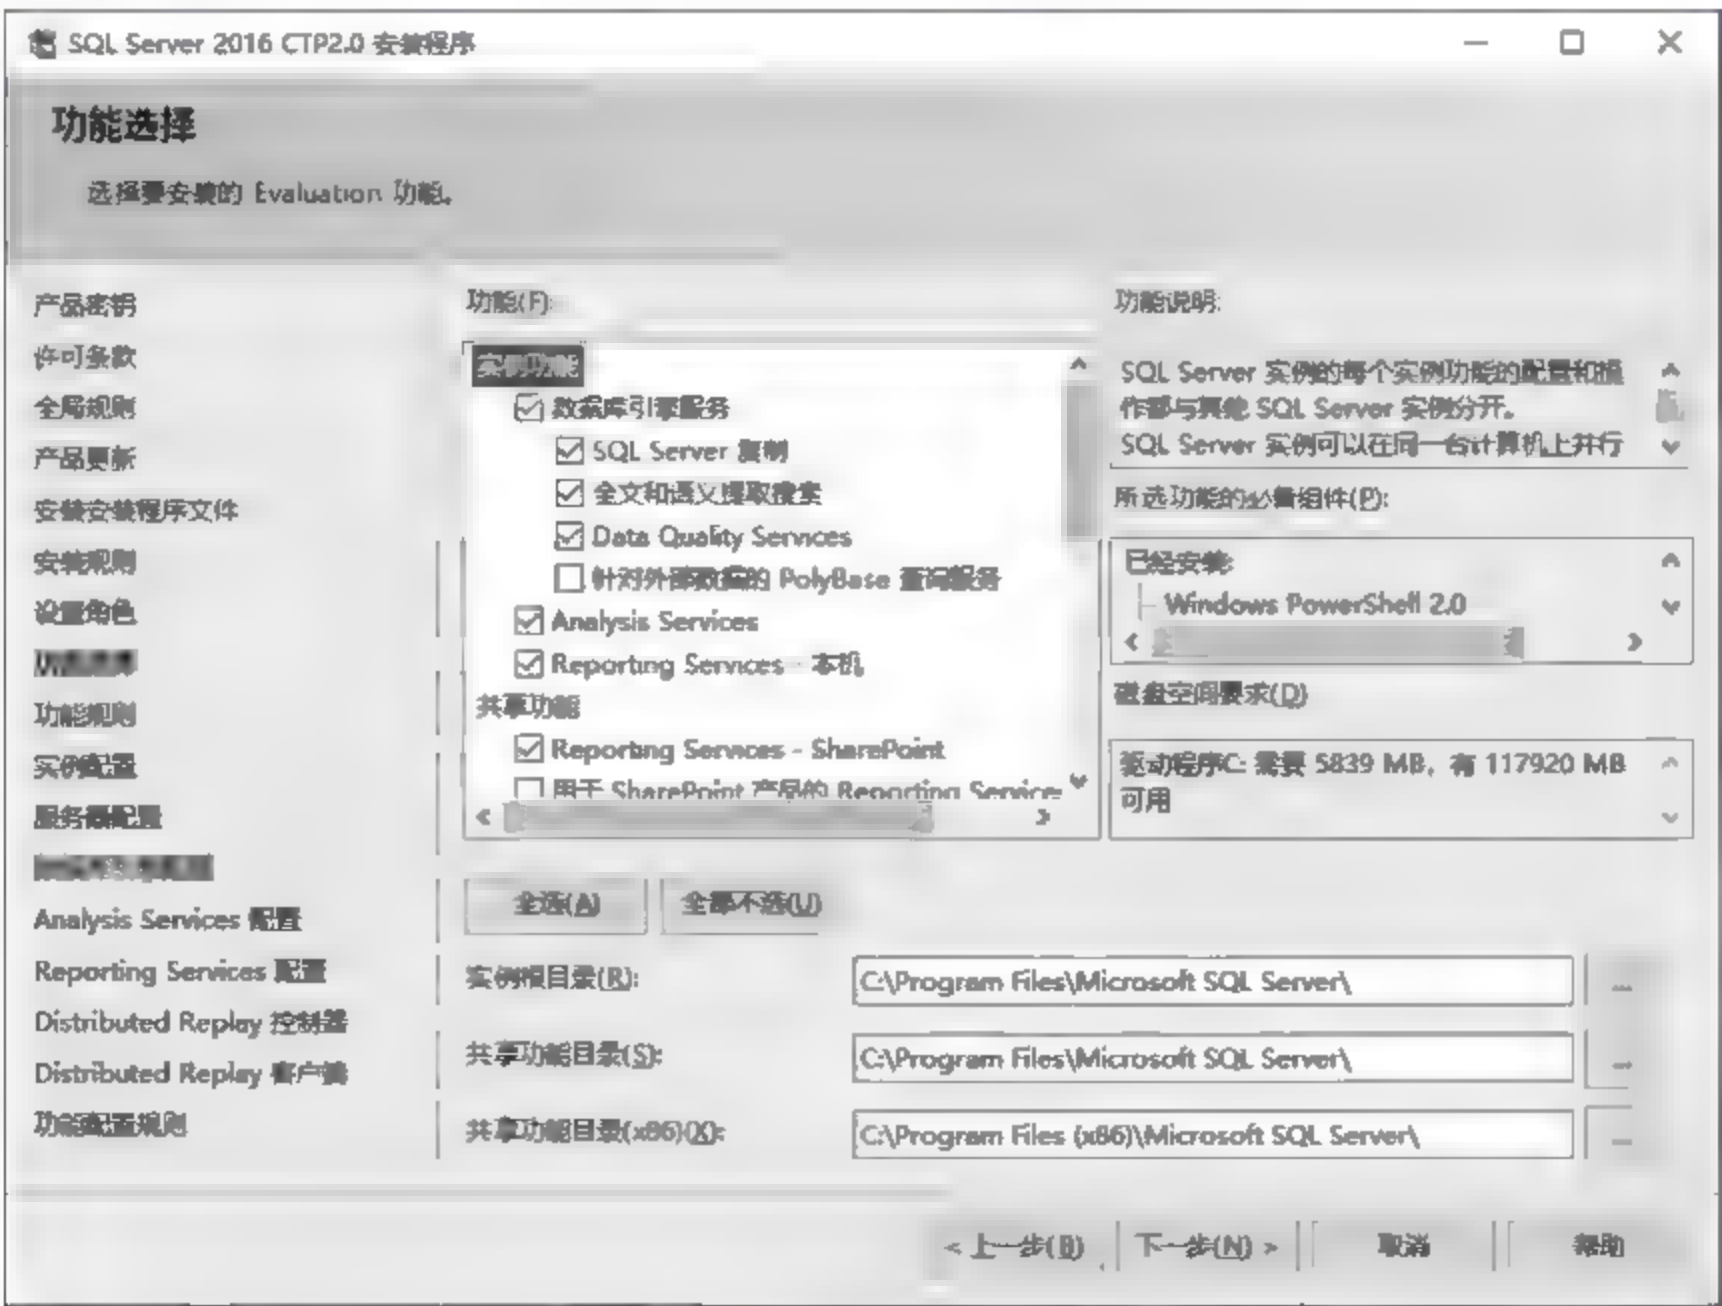 SQL Server 2016 CTP2.0 安装程序
功能选择
选择要安装的 Evaluation 功能。
产品密钥
许可条款
全局规则
产品更新
安装安装程序文件
安装规则
设置角色
功能选择
功能规则
实例配置
服务器配置
Analysis Services 配置
Reporting Services 配置
Distributed Replay 控制器
Distributed Replay 客户端
功能配置规则
功能(F):
实例功能
数据库引擎服务
SQL Server 复制
全文和语义提取搜索
Data Quality Services
针对外部数据的 PolyBase 查询服务
Analysis Services
Reporting Services - 本机
共享功能
Reporting Services - SharePoint
用于 SharePoint 产品的 Reporting Service
全选(A)
全部不选(U)
功能说明:
SQL Server 实例的每个实例功能的配置和操
作都与其他 SQL Server 实例分开。
SQL Server 实例可以在同一台计算机上并行
所选功能的必备组件(P):
已经安装:
Windows PowerShell 2.0
磁盘空间要求(D)
驱动程序C: 需要 5839 MB，有 117920 MB
可用
实例根目录(R):
C:\Program Files\Microsoft SQL Server\
...
共享功能目录(S):
C:\Program Files\Microsoft SQL Server\
...
共享功能目录(x86)(X):
C:\Program Files (x86)\Microsoft SQL Server\
...
< 上一步(B)
下一步(N) >
取消
帮助